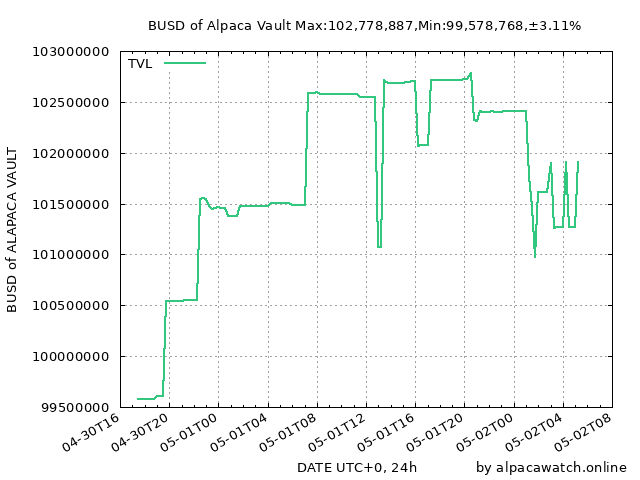 BUSD of Alpaca Vault Max:102,778,887,Min:99,578,768,±3.11%
TVL
103000000
102500000
102000000
101500000
101000000
100500000
100000000
99500000
BUSD of ALAPACA VAULT
04-30T16
04-30T20
05-01T00
05-01T04
05-01T08
05-01T12
05-01T16
05-01T20
05-02T00
05-02T04
05-02T08
DATE UTC+0, 24h
by alpacawatch.online